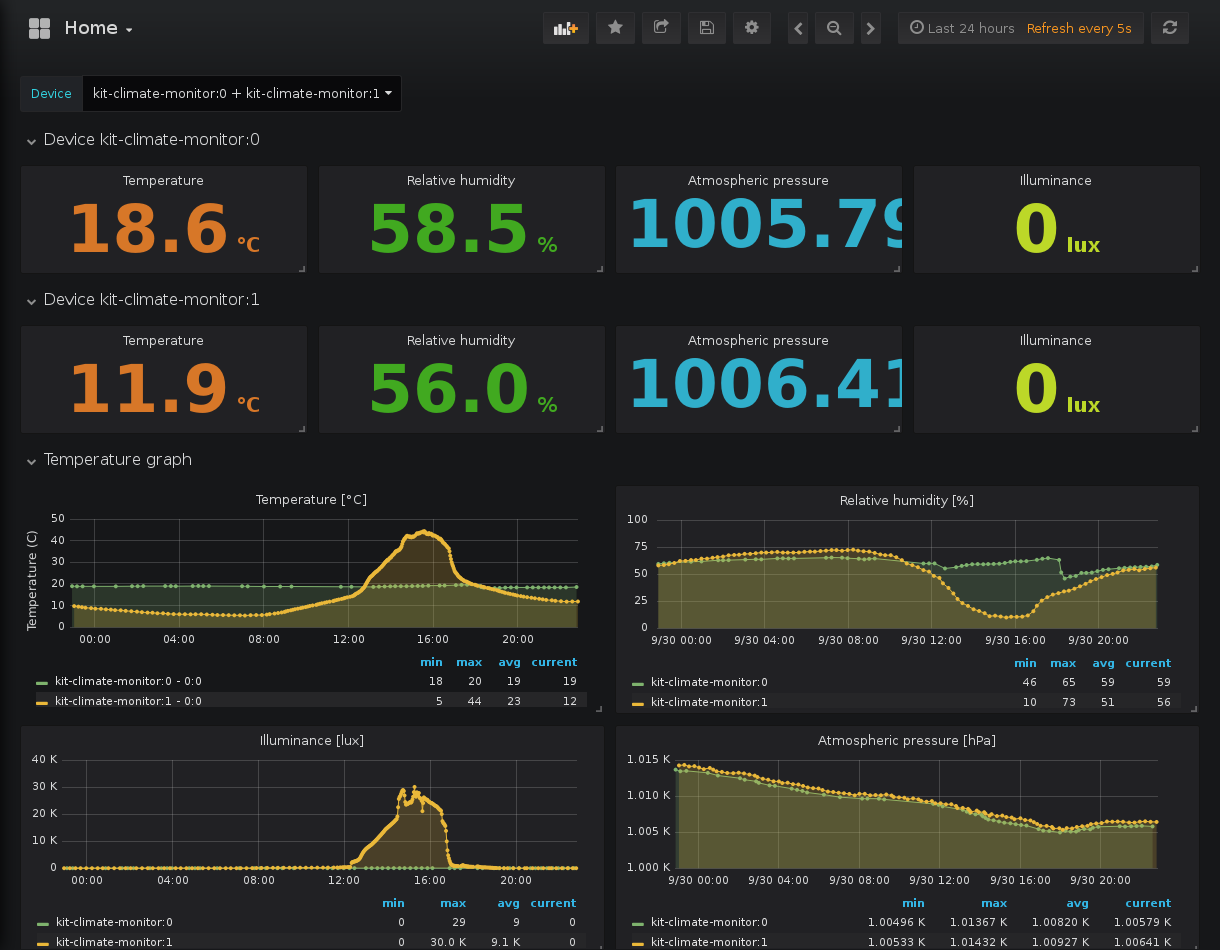 Home
Last 24 hours Refresh every 5s
Device kit-climate-monitor:0 + kit-climate-monitor:1
Device kit-climate-monitor:0
Temperature Relative humidity Atmospheric pressure Illuminance
18.6 °C 58.5 % 1005.79 0 lux
Device kit-climate-monitor:1
Temperature Relative humidity Atmospheric pressure Illuminance
11.9 °C 56.0 % 1006.41 0 lux
Temperature graph
Temperature [°C]
Temperature (C)
50
40
30
20
10
0
00:00 04:00 08:00 12:00 16:00 20:00
min max avg current
kit-climate-monitor:0 - 0:0 18 20 19 19
kit-climate-monitor:1 - 0:0 5 44 23 12
Relative humidity [%]
100
75
50
25
0
9/30 00:00 9/30 04:00 9/30 08:00 9/30 12:00 9/30 16:00 9/30 20:00
min max avg current
kit-climate-monitor:0 46 65 59 59
kit-climate-monitor:1 10 73 51 56
Illuminance [lux]
40 K
30 K
20 K
10 K
0
00:00 04:00 08:00 12:00 16:00 20:00
min max avg current
kit-climate-monitor:0 0 29 9 0
kit-climate-monitor:1 0 30.0 K 9.1 K 0
Atmospheric pressure [hPa]
1.015 K
1.010 K
1.005 K
1.000 K
9/30 00:00 9/30 04:00 9/30 08:00 9/30 12:00 9/30 16:00 9/30 20:00
min max avg current
kit-climate-monitor:0 1.00496 K 1.01367 K 1.00820 K 1.00579 K
kit-climate-monitor:1 1.00533 K 1.01432 K 1.00927 K 1.00641 K